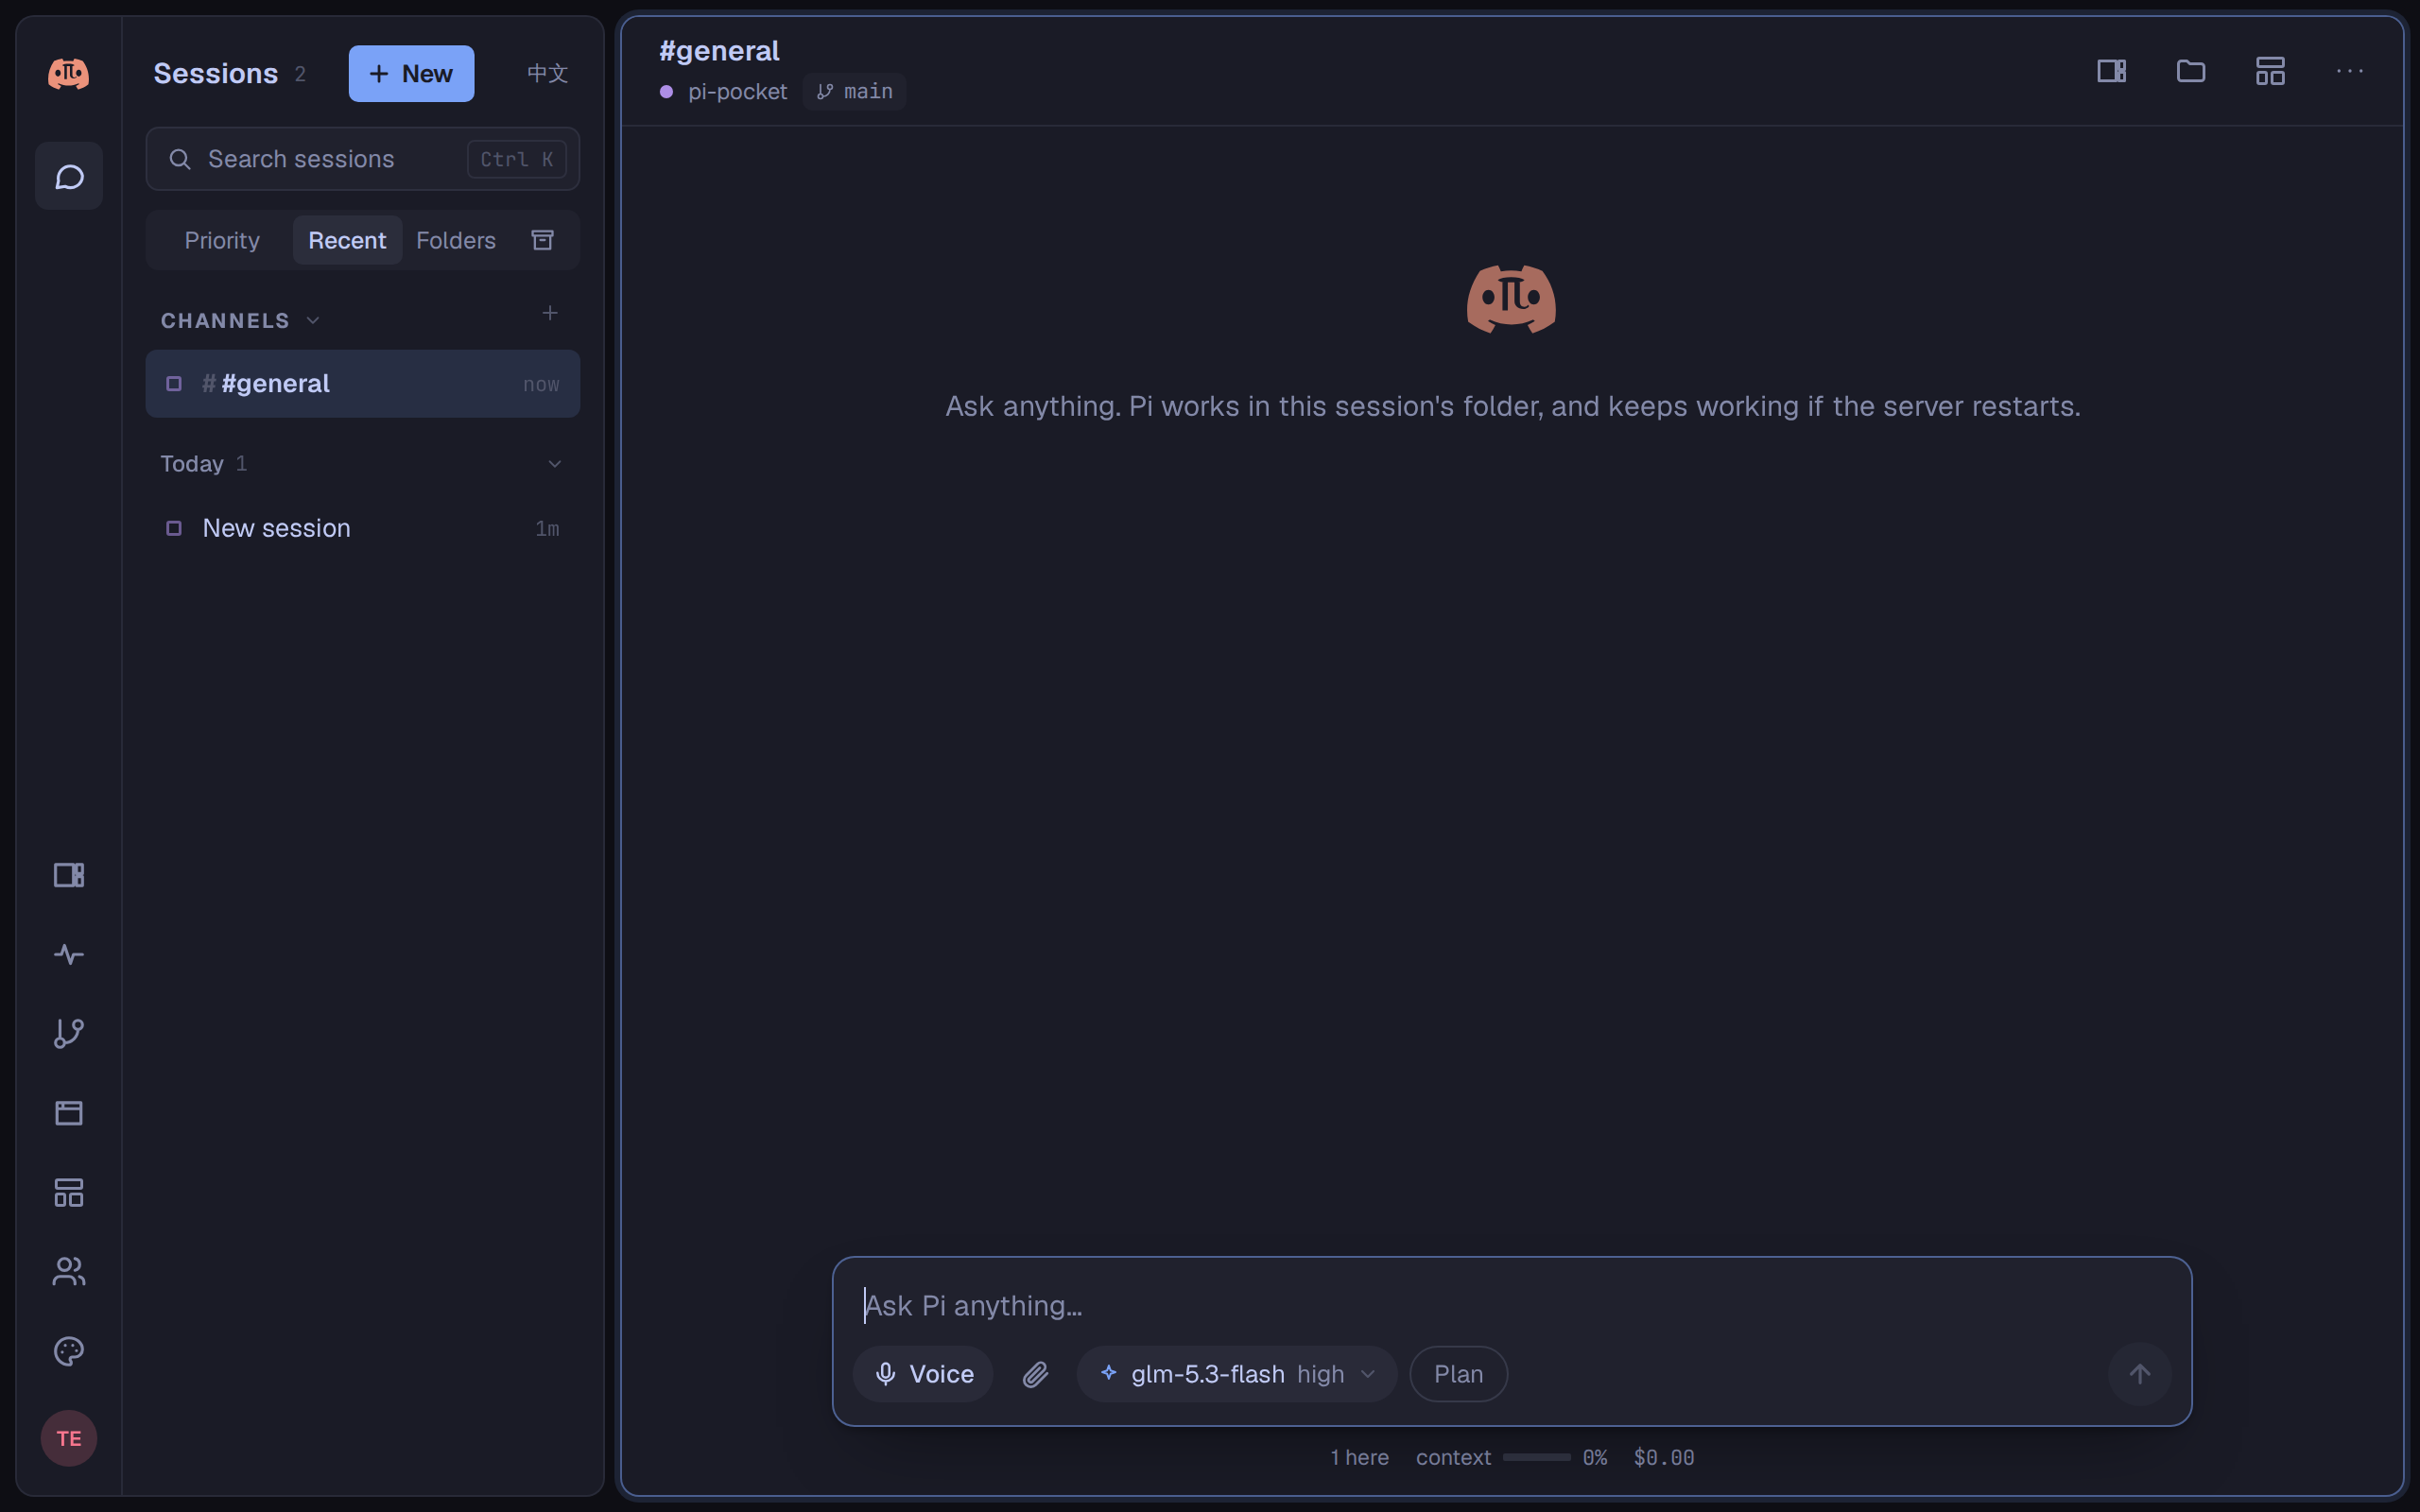 Sessions 2
+ New
中文
Search sessions
Ctrl K
Priority
Recent
Folders
CHANNELS
# #general
now
Today 1
New session
1m
TE
#general
pi-pocket
main
Ask anything. Pi works in this session's folder, and keeps working if the server restarts.
Ask Pi anything…
Voice
glm-5.3-flash high
Plan
1 here context 0% $0.00